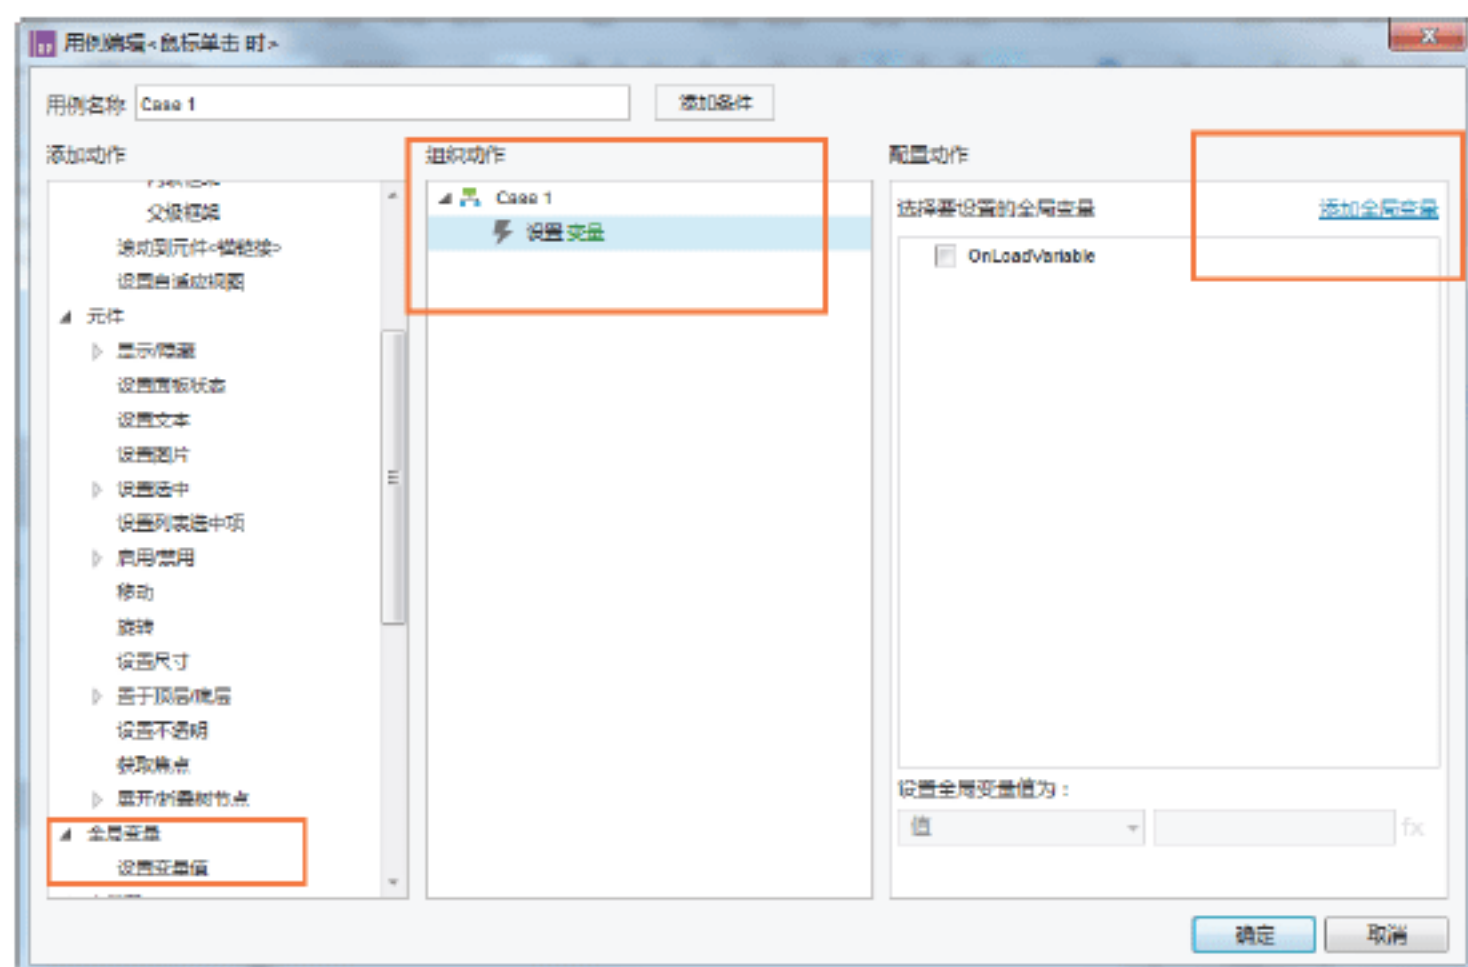 用例编辑<鼠标单击 时>
用例名称 Case 1 添加条件
添加动作
父级框架
滚动到元件<锚链接>
设置自适应视图
元件
显示/隐藏
设置面板状态
设置文本
设置图片
设置选中
设置列表选中项
启用/禁用
移动
旋转
设置尺寸
置于顶层/底层
设置不透明
获取焦点
展开/折叠树节点
全局变量
设置变量值
组织动作
Case 1
设置 变量
配置动作
选择要设置的全局变量 添加全局变量
OnLoadVariable
设置全局变量值为：
值 fx
确定 取消